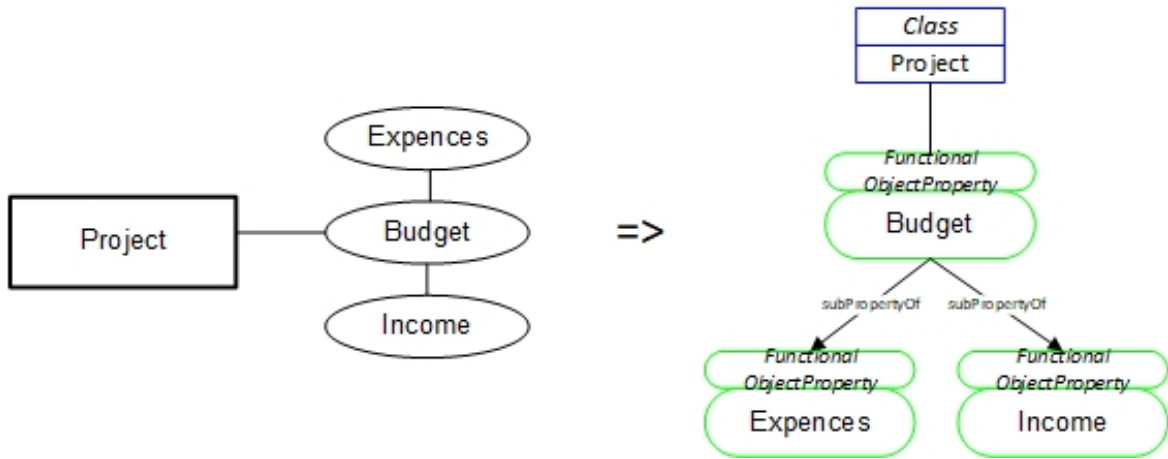 Expences
Project
Budget
Income
=>
Class
Project
Functional
ObjectProperty
Budget
subPropertyOf
subPropertyOf
Functional
ObjectProperty
Expences
Functional
ObjectProperty
Income